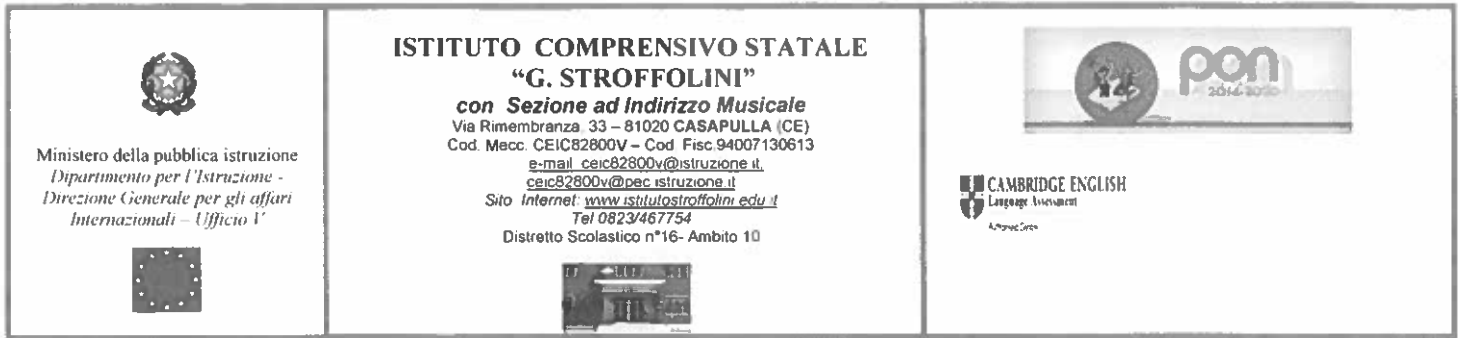 Ministero della pubblica istruzione
Dipartimento per l'Istruzione -
Direzione Generale per gli affari
Internazionali – Ufficio V
ISTITUTO COMPRENSIVO STATALE
“G. STROFFOLINI”
con Sezione ad Indirizzo Musicale
Via Rimembranza, 33 – 81020 CASAPULLA (CE)
Cod. Mecc. CEIC82800V – Cod. Fisc.94007130613
e-mail ceic82800v@istruzione.it,
ceic82800v@pec.istruzione.it
Sito Internet: www.istitutostroffolini.edu.it
Tel 0823/467754
Distretto Scolastico n°16- Ambito 10
pon
2014-2020
CAMBRIDGE ENGLISH
Language Assessment